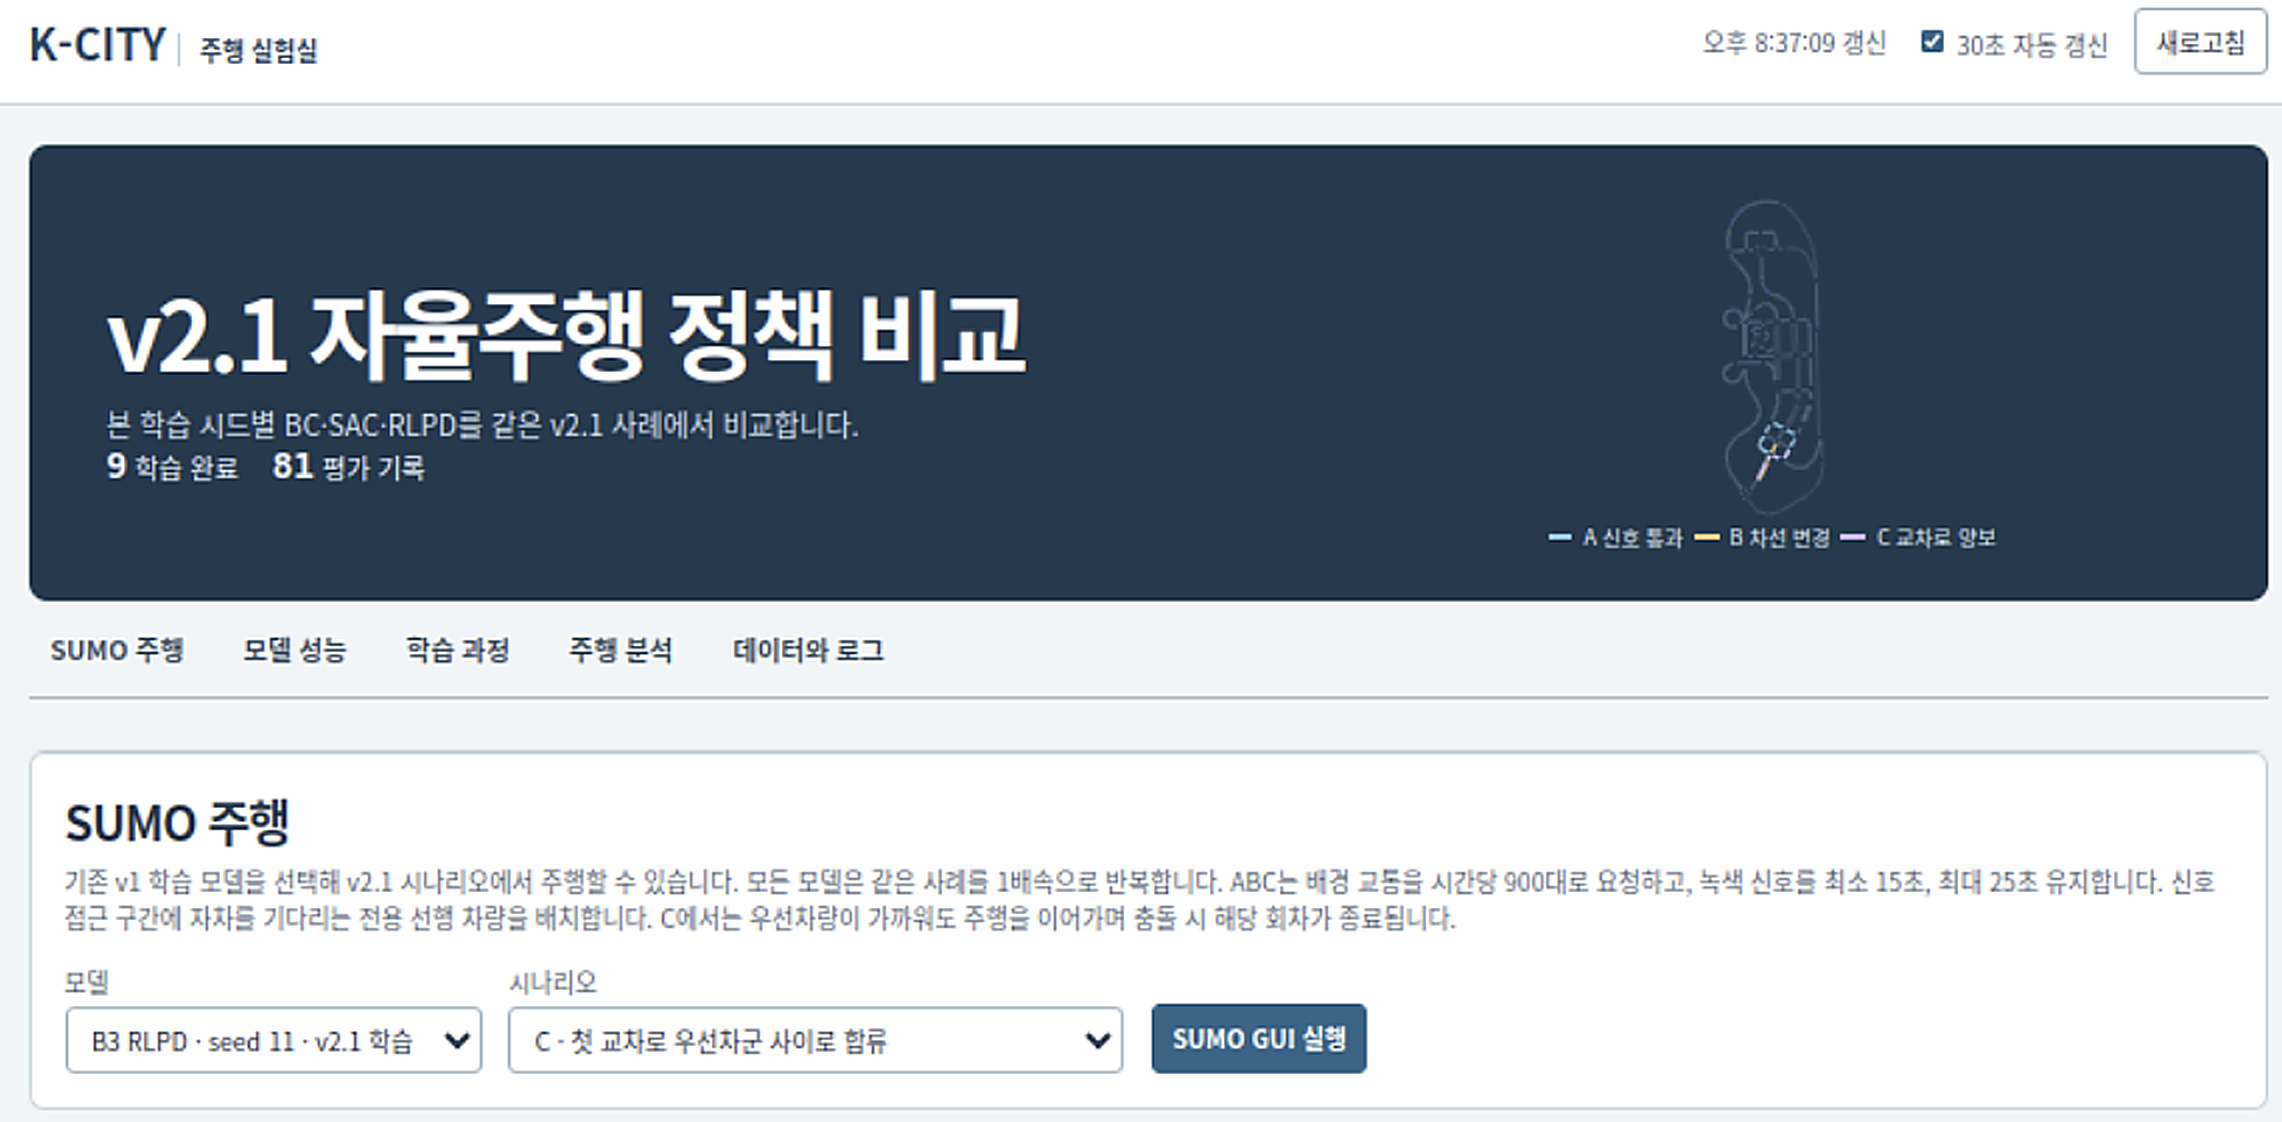 K-CITY 주행 실험실
오후 8:37:09 갱신 30초 자동 갱신 새로고침
v2.1 자율주행 정책 비교
본 학습 시드별 BC·SAC·RLPD를 같은 v2.1 사례에서 비교합니다.
9 학습 완료 81 평가 기록
A 신호 통과 B 차선 변경 C 교차로 양보
SUMO 주행 모델 성능 학습 과정 주행 분석 데이터와 로그
SUMO 주행
기존 v1 학습 모델을 선택해 v2.1 시나리오에서 주행할 수 있습니다. 모든 모델은 같은 사례를 1배속으로 반복합니다. ABC는 배경 교통을 시간당 900대로 요청하고, 녹색 신호를 최소 15초, 최대 25초 유지합니다. 신호
접근 구간에 자차를 기다리는 전용 선행 차량을 배치합니다. C에서는 우선차량이 가까워도 주행을 이어가며 충돌 시 해당 회차가 종료됩니다.
모델 시나리오
B3 RLPD · seed 11 · v2.1 학습 C · 첫 교차로 우선차군 사이로 합류 SUMO GUI 실행